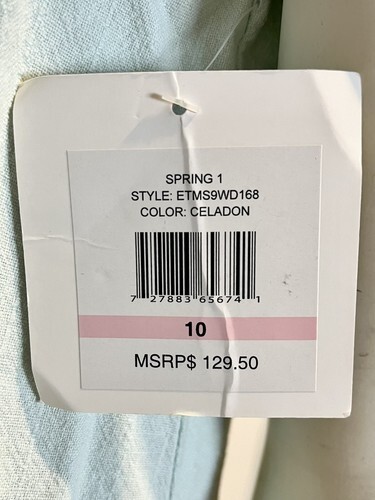 SPRING 1
STYLE: ETMS9WD168
COLOR: CELADON
7 27883 65674 1
10
MSRP$ 129.50